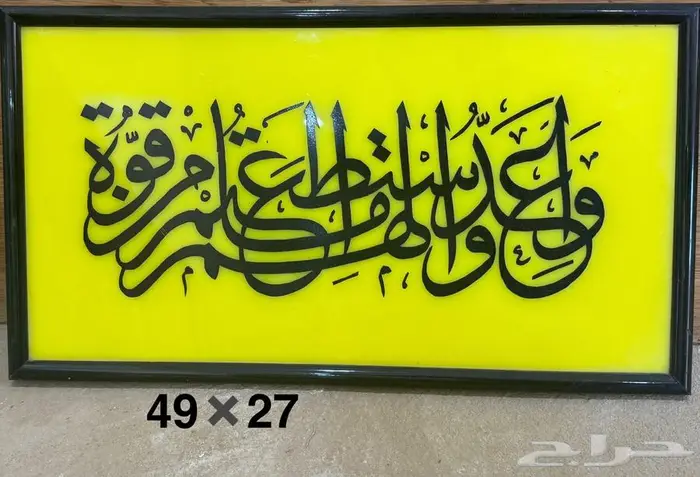 وأعدوا لهم ما استطعتم من قوة
49×27
حراج